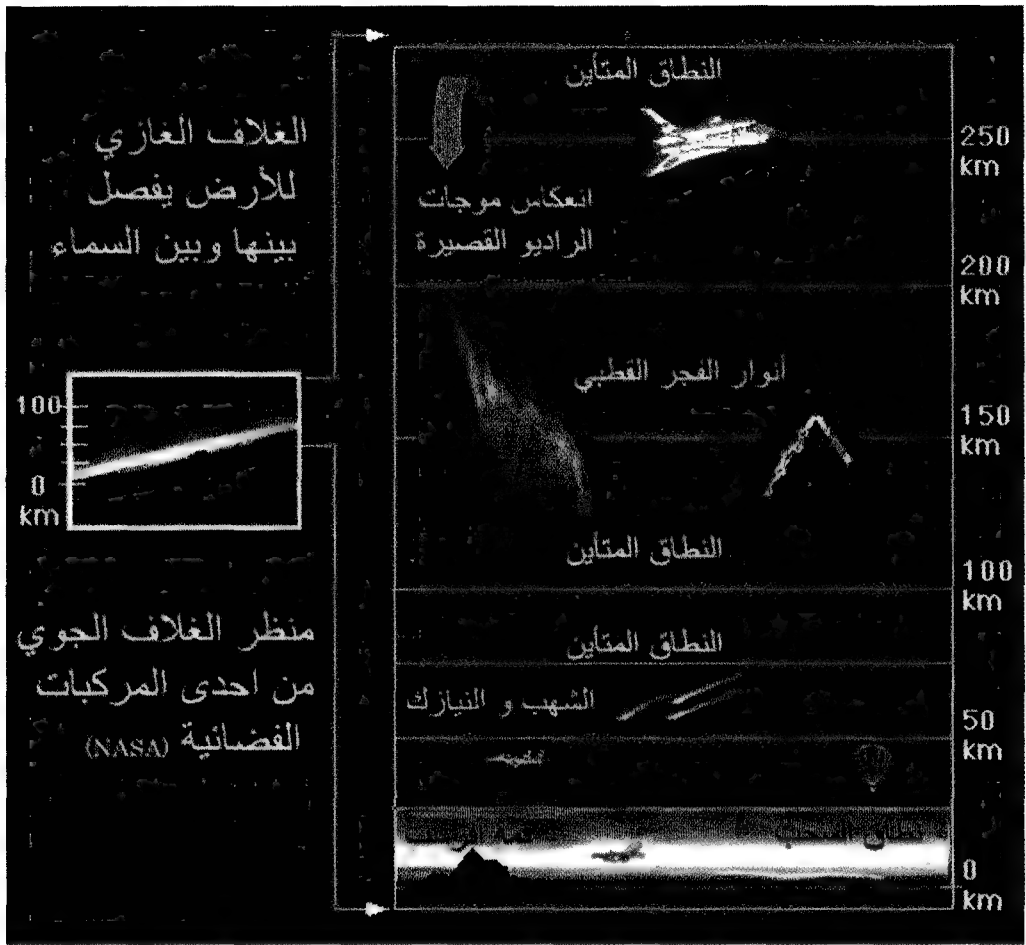 النطاق المتأين
الغلاف الغازي
للأرض يفصل
بينها وبين السماء
انعكاس موجات
الراديو القصيرة
250
km
200
km
أنوار الفجر القطبي
150
km
100
0
km
النطاق المتأين
100
km
منظر الغلاف الجوي
من احدى المركبات
الفضائية (NASA)
النطاق المتأين
الشهب و النيازك
50
km
نطاق
0
km